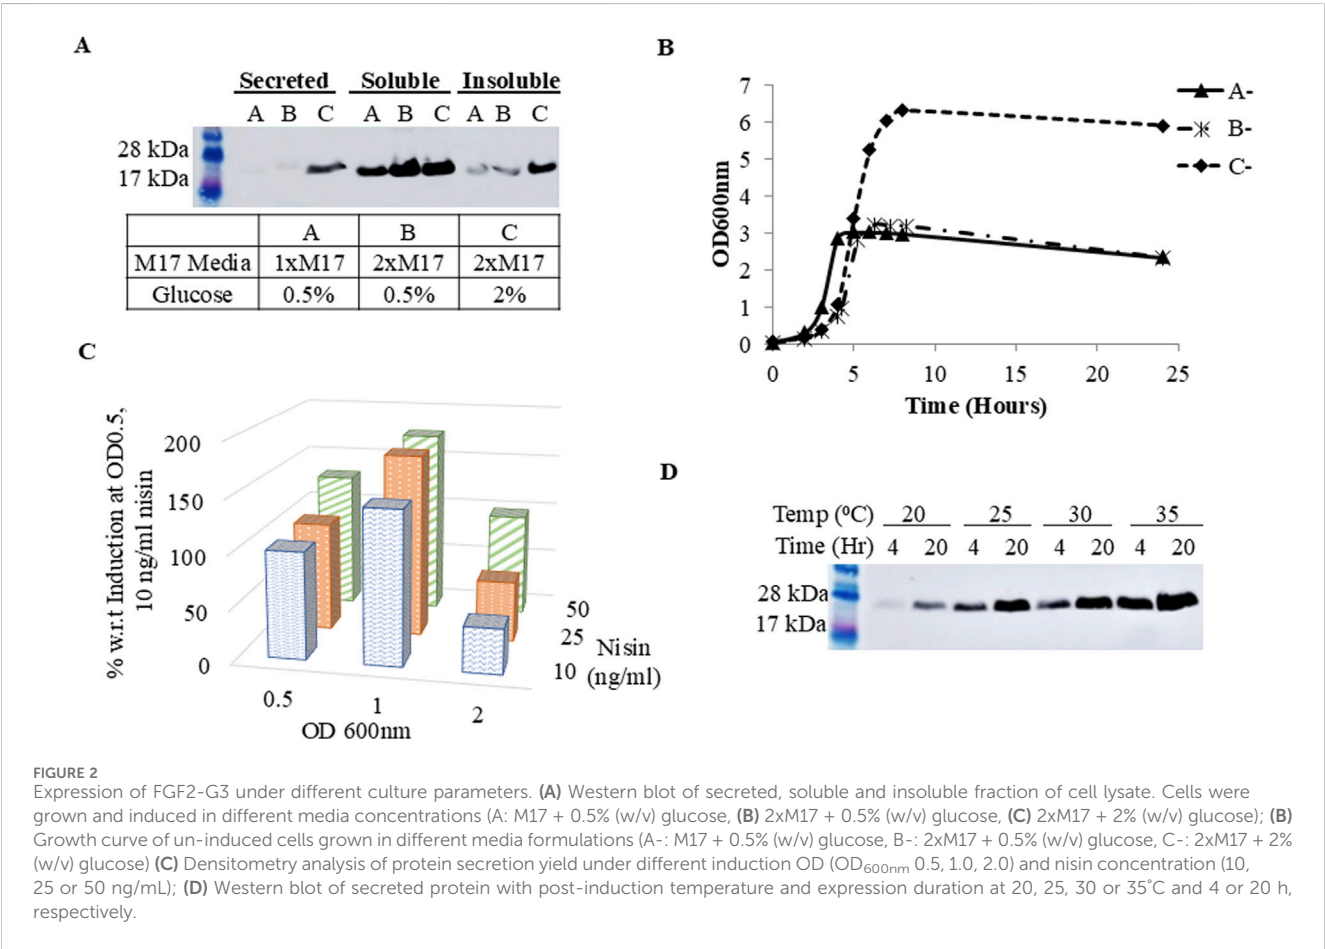 A
Secreted Soluble Insoluble
A B C A B C A B C
28 kDa
17 kDa
A B C
M17 Media 1xM17 2xM17 2xM17
Glucose 0.5% 0.5% 2%
B
7
6
5
4
3
2
1
0
OD600nm
0 5 10 15 20 25
Time (Hours)
A-
B-
C-
C
% w.r.t Induction at OD0.5,
10 ng/ml nisin
200
150
100
50
0
0.5 1 2
OD 600nm
50
25
10
Nisin
(ng/ml)
D
Temp (⁰C) 20 25 30 35
Time (Hr) 4 20 4 20 4 20 4 20
28 kDa
17 kDa
FIGURE 2
Expression of FGF2-G3 under different culture parameters. (A) Western blot of secreted, soluble and insoluble fraction of cell lysate. Cells were
grown and induced in different media concentrations (A: M17 + 0.5% (w/v) glucose, (B) 2xM17 + 0.5% (w/v) glucose, (C) 2xM17 + 2% (w/v) glucose); (B)
Growth curve of un-induced cells grown in different media formulations (A-: M17 + 0.5% (w/v) glucose, B-: 2xM17 + 0.5% (w/v) glucose, C-: 2xM17 + 2%
(w/v) glucose) (C) Densitometry analysis of protein secretion yield under different induction OD (OD600nm 0.5, 1.0, 2.0) and nisin concentration (10,
25 or 50 ng/mL); (D) Western blot of secreted protein with post-induction temperature and expression duration at 20, 25, 30 or 35˚C and 4 or 20 h,
respectively.